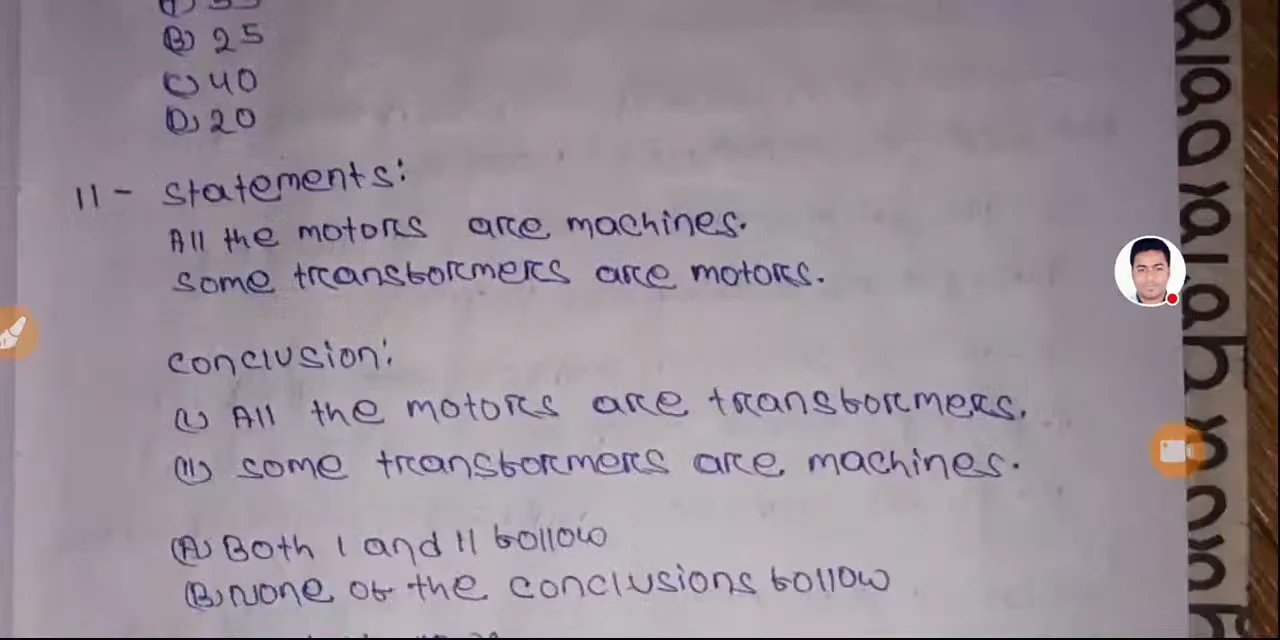 B) 25
C) 40
D) 20
11 - Statements:
All the motors are machines.
Some transformers are motors.
Conclusion:
(I) All the motors are transformers.
(II) Some transformers are machines.
(A) Both I and II follow
(B) None of the conclusions follow